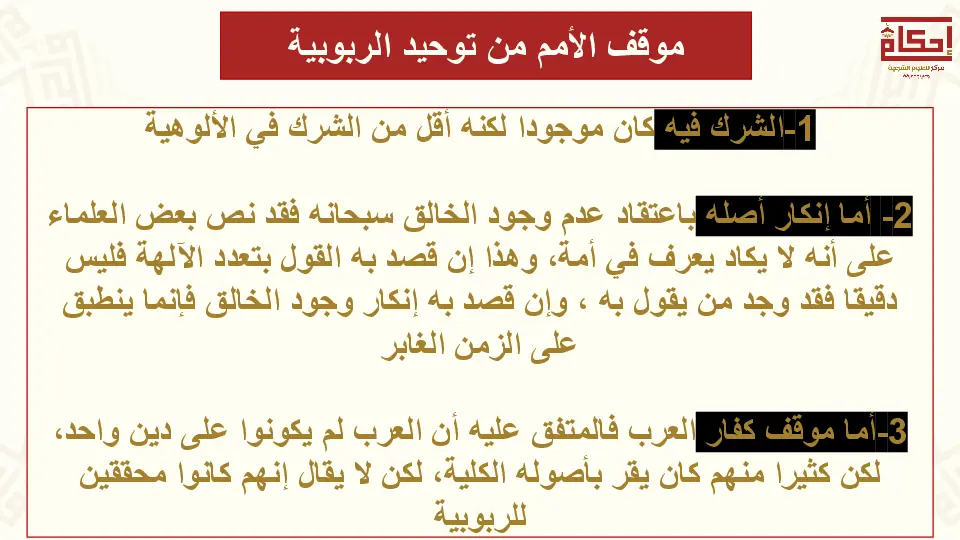 موقف الأمم من توحيد الربوبية
إحكام
مركز للعلوم الشرعية
1-الشرك فيه كان موجودا لكنه أقل من الشرك في الألوهية
2- أما إنكار أصله باعتقاد عدم وجود الخالق سبحانه فقد نص بعض العلماء
على أنه لا يكاد يعرف في أمة، وهذا إن قصد به القول بتعدد الآلهة فليس
دقيقا فقد وجد من يقول به ، وإن قصد به إنكار وجود الخالق فإنما ينطبق
على الزمن الغابر
3-أما موقف كفار العرب فالمتفق عليه أن العرب لم يكونوا على دين واحد،
لكن كثيرا منهم كان يقر بأصوله الكلية، لكن لا يقال إنهم كانوا محققين
للربوبية